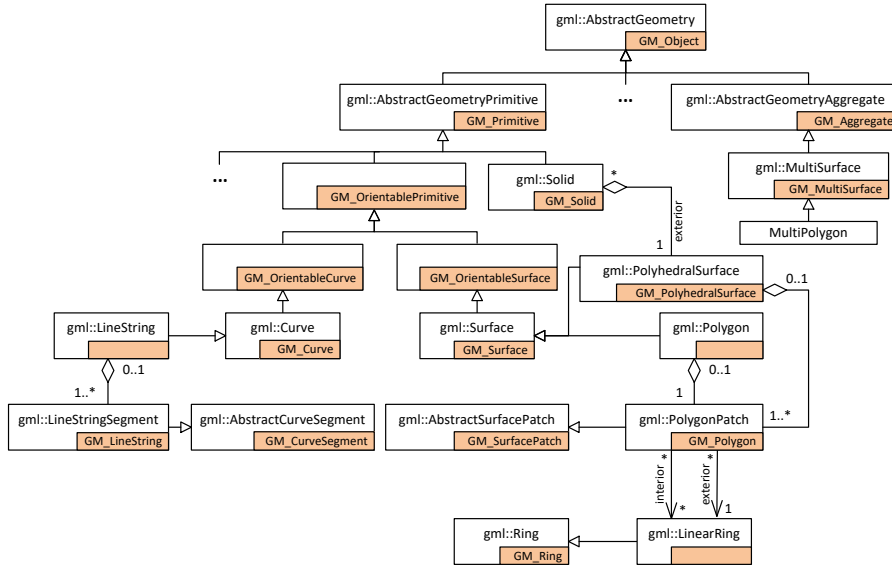 gml::AbstractGeometry
GM_Object
gml::AbstractGeometryPrimitive
GM_Primitive
...
gml::AbstractGeometryAggregate
GM_Aggregate
...
GM_OrientablePrimitive
gml::Solid
GM_Solid
*
gml::MultiSurface
GM_MultiSurface
MultiPolygon
exterior
1
GM_OrientableCurve
GM_OrientableSurface
gml::PolyhedralSurface
GM_PolyhedralSurface
0..1
gml::LineString
gml::Curve
GM_Curve
gml::Surface
GM_Surface
gml::Polygon
0..1
0..1
1..*
1
gml::LineStringSegment
GM_LineString
gml::AbstractCurveSegment
GM_CurveSegment
gml::AbstractSurfacePatch
GM_SurfacePatch
gml::PolygonPatch
GM_Polygon
1..*
interior
*
*
exterior
*
1
gml::Ring
GM_Ring
gml::LinearRing